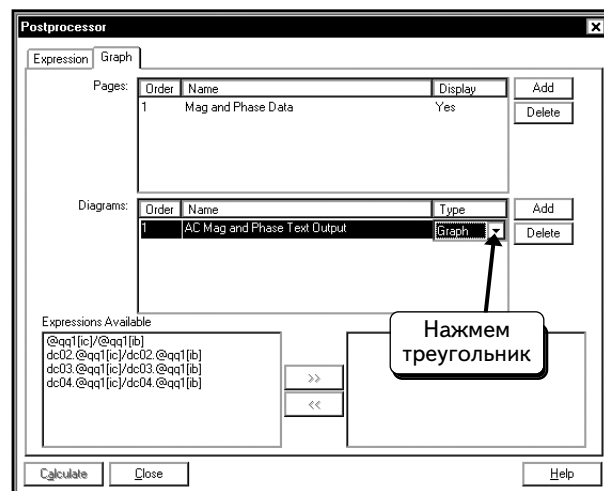 Postprocessor
Expression Graph
Pages:
Order Name Display
1 Mag and Phase Data Yes
Add
Delete
Diagrams:
Order Name Type
1 AC Mag and Phase Text Output Graph
Add
Delete
Нажмем
треугольник
Expressions Available
@qq1[ic]/@qq1[ib]
dc02.@qq1[ic]/dc02.@qq1[ib]
dc03.@qq1[ic]/dc03.@qq1[ib]
dc04.@qq1[ic]/dc04.@qq1[ib]
>>
<<
Calculate Close Help